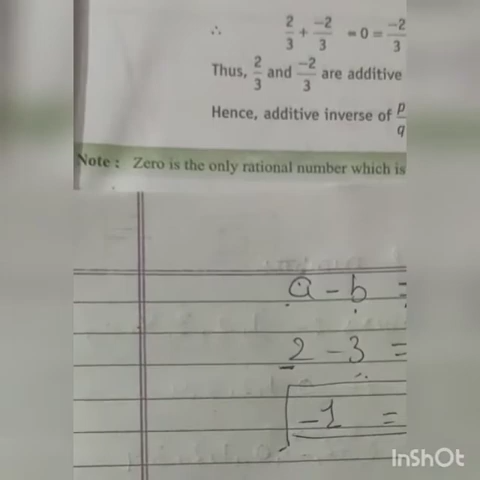 ∴ 2/3 + -2/3 = 0 = -2/3
Thus, 2/3 and -2/3 are additive
Hence, additive inverse of p/q
Note : Zero is the only rational number which is
a - b =
2 - 3 =
-1 =
InShOt